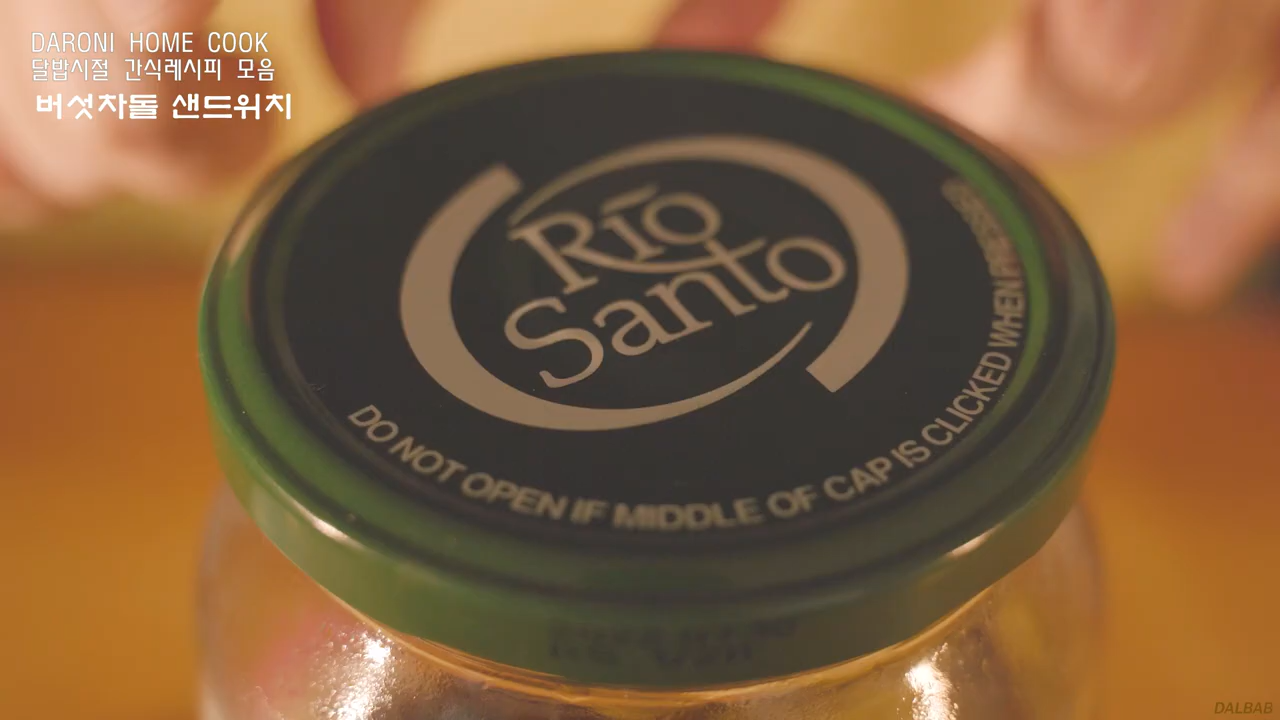 DARONI HOME COOK
달밥시절 간식레시피 모음
버섯차돌 샌드위치
Río
Santo
DO NOT OPEN IF MIDDLE OF CAP IS CLICKED WHEN PRESSED
DALBAB